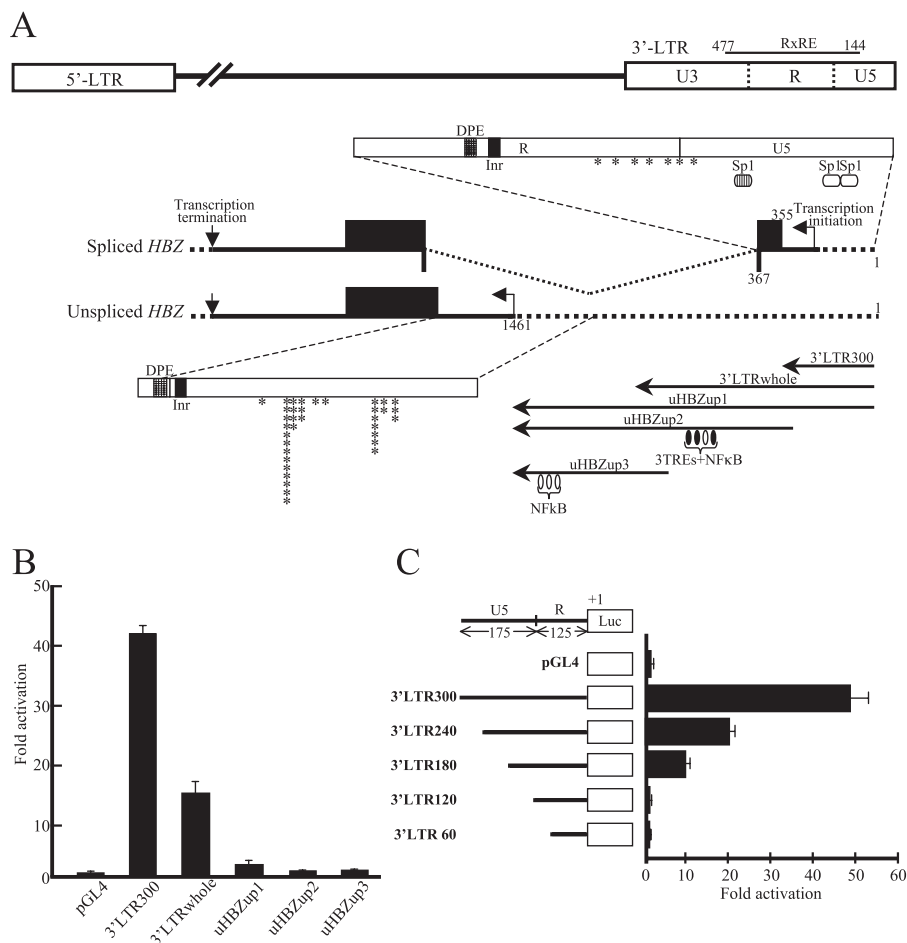 A
3’-LTR 477 RxRE 144
5’-LTR U3 R U5
DPE
R U5
Inr * * * * * * *
Sp1 Sp1Sp1
Transcription termination
355 Transcription initiation
Spliced HBZ
367
1
Unspliced HBZ
1461
1
DPE
Inr
3’LTR300
3’LTRwhole
uHBZup1
uHBZup2
3TREs+NFκB
uHBZup3
NFkB
B
Fold activation
50
40
30
20
10
0
pGL4
3’LTR300
3’LTRwhole
uHBZup1
uHBZup2
uHBZup3
C
+1
U5 R Luc
175 125
pGL4
3’LTR300
3’LTR240
3’LTR180
3’LTR120
3’LTR 60
0 10 20 30 40 50 60
Fold activation